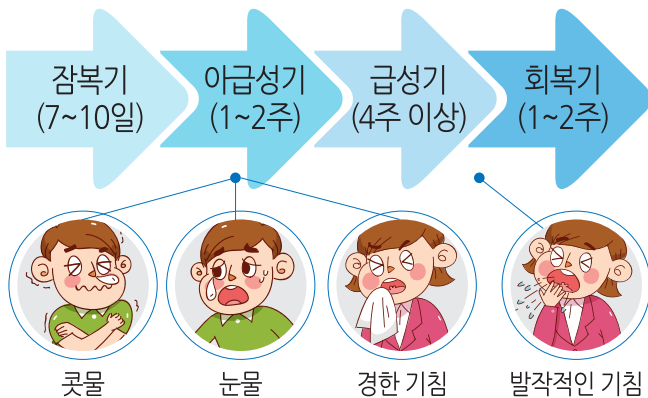 잠복기
(7~10일)
아급성기
(1~2주)
급성기
(4주 이상)
회복기
(1~2주)
콧물
눈물
경한 기침
발작적인 기침